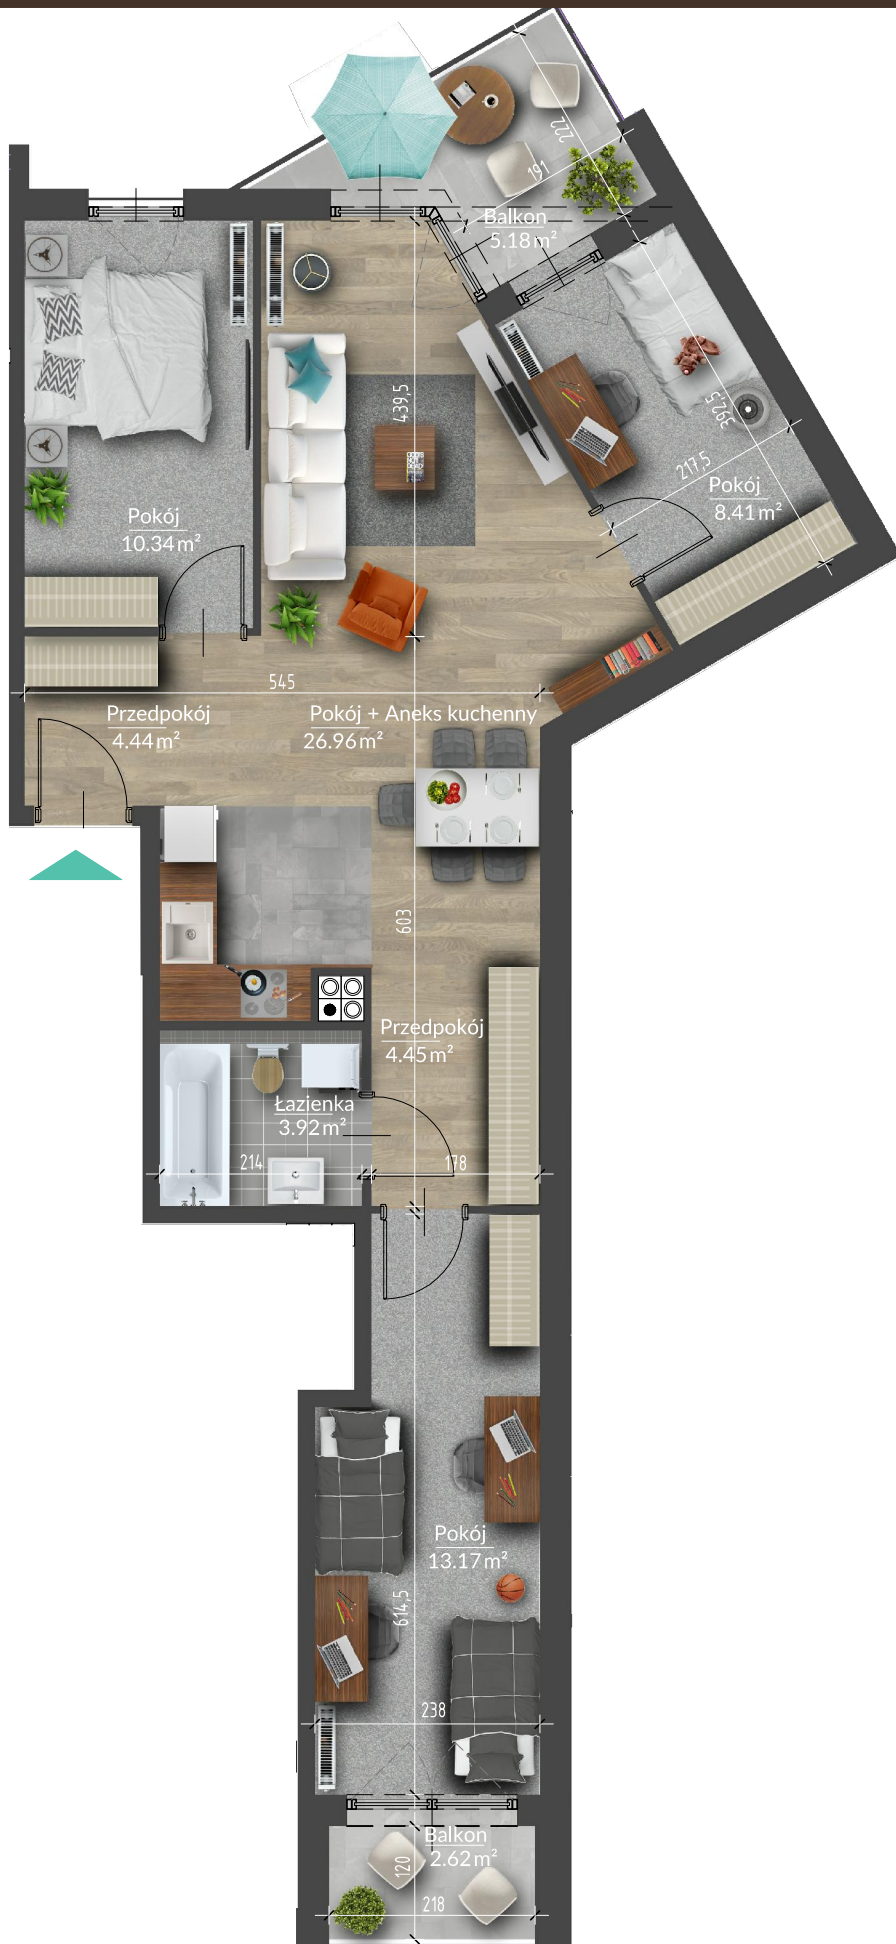 222
191
Balkon
5.18 m²
439,5
392,5
217,5
Pokój
8.41 m²
Pokój
10.34 m²
545
Przedpokój
4.44 m²
Pokój + Aneks kuchenny
26.96 m²
603
Przedpokój
4.45 m²
Łazienka
3.92 m²
214
178
Pokój
13.17 m²
614,5
238
Balkon
2.62 m²
120
218